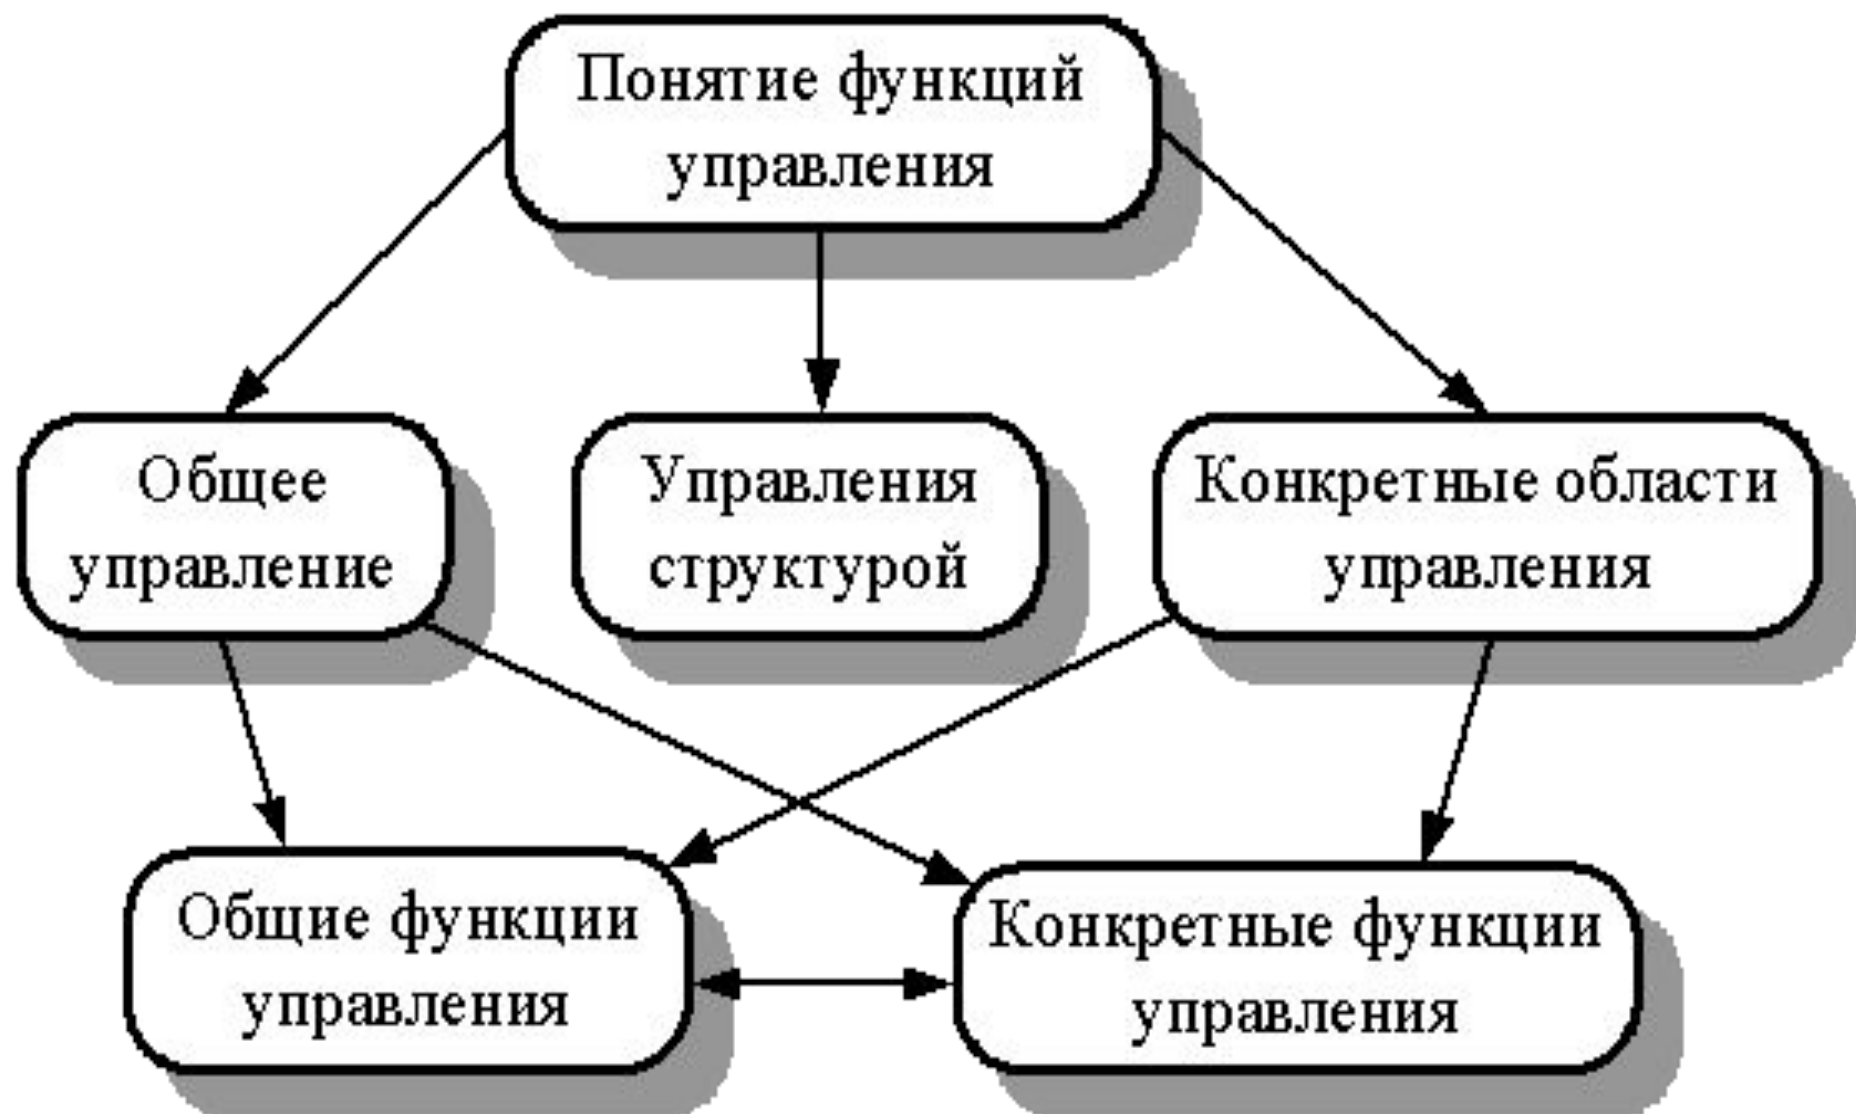 Понятие функций
управления
Общее
управление
Управления
структурой
Конкретные области
управления
Общие функции
управления
Конкретные функции
управления